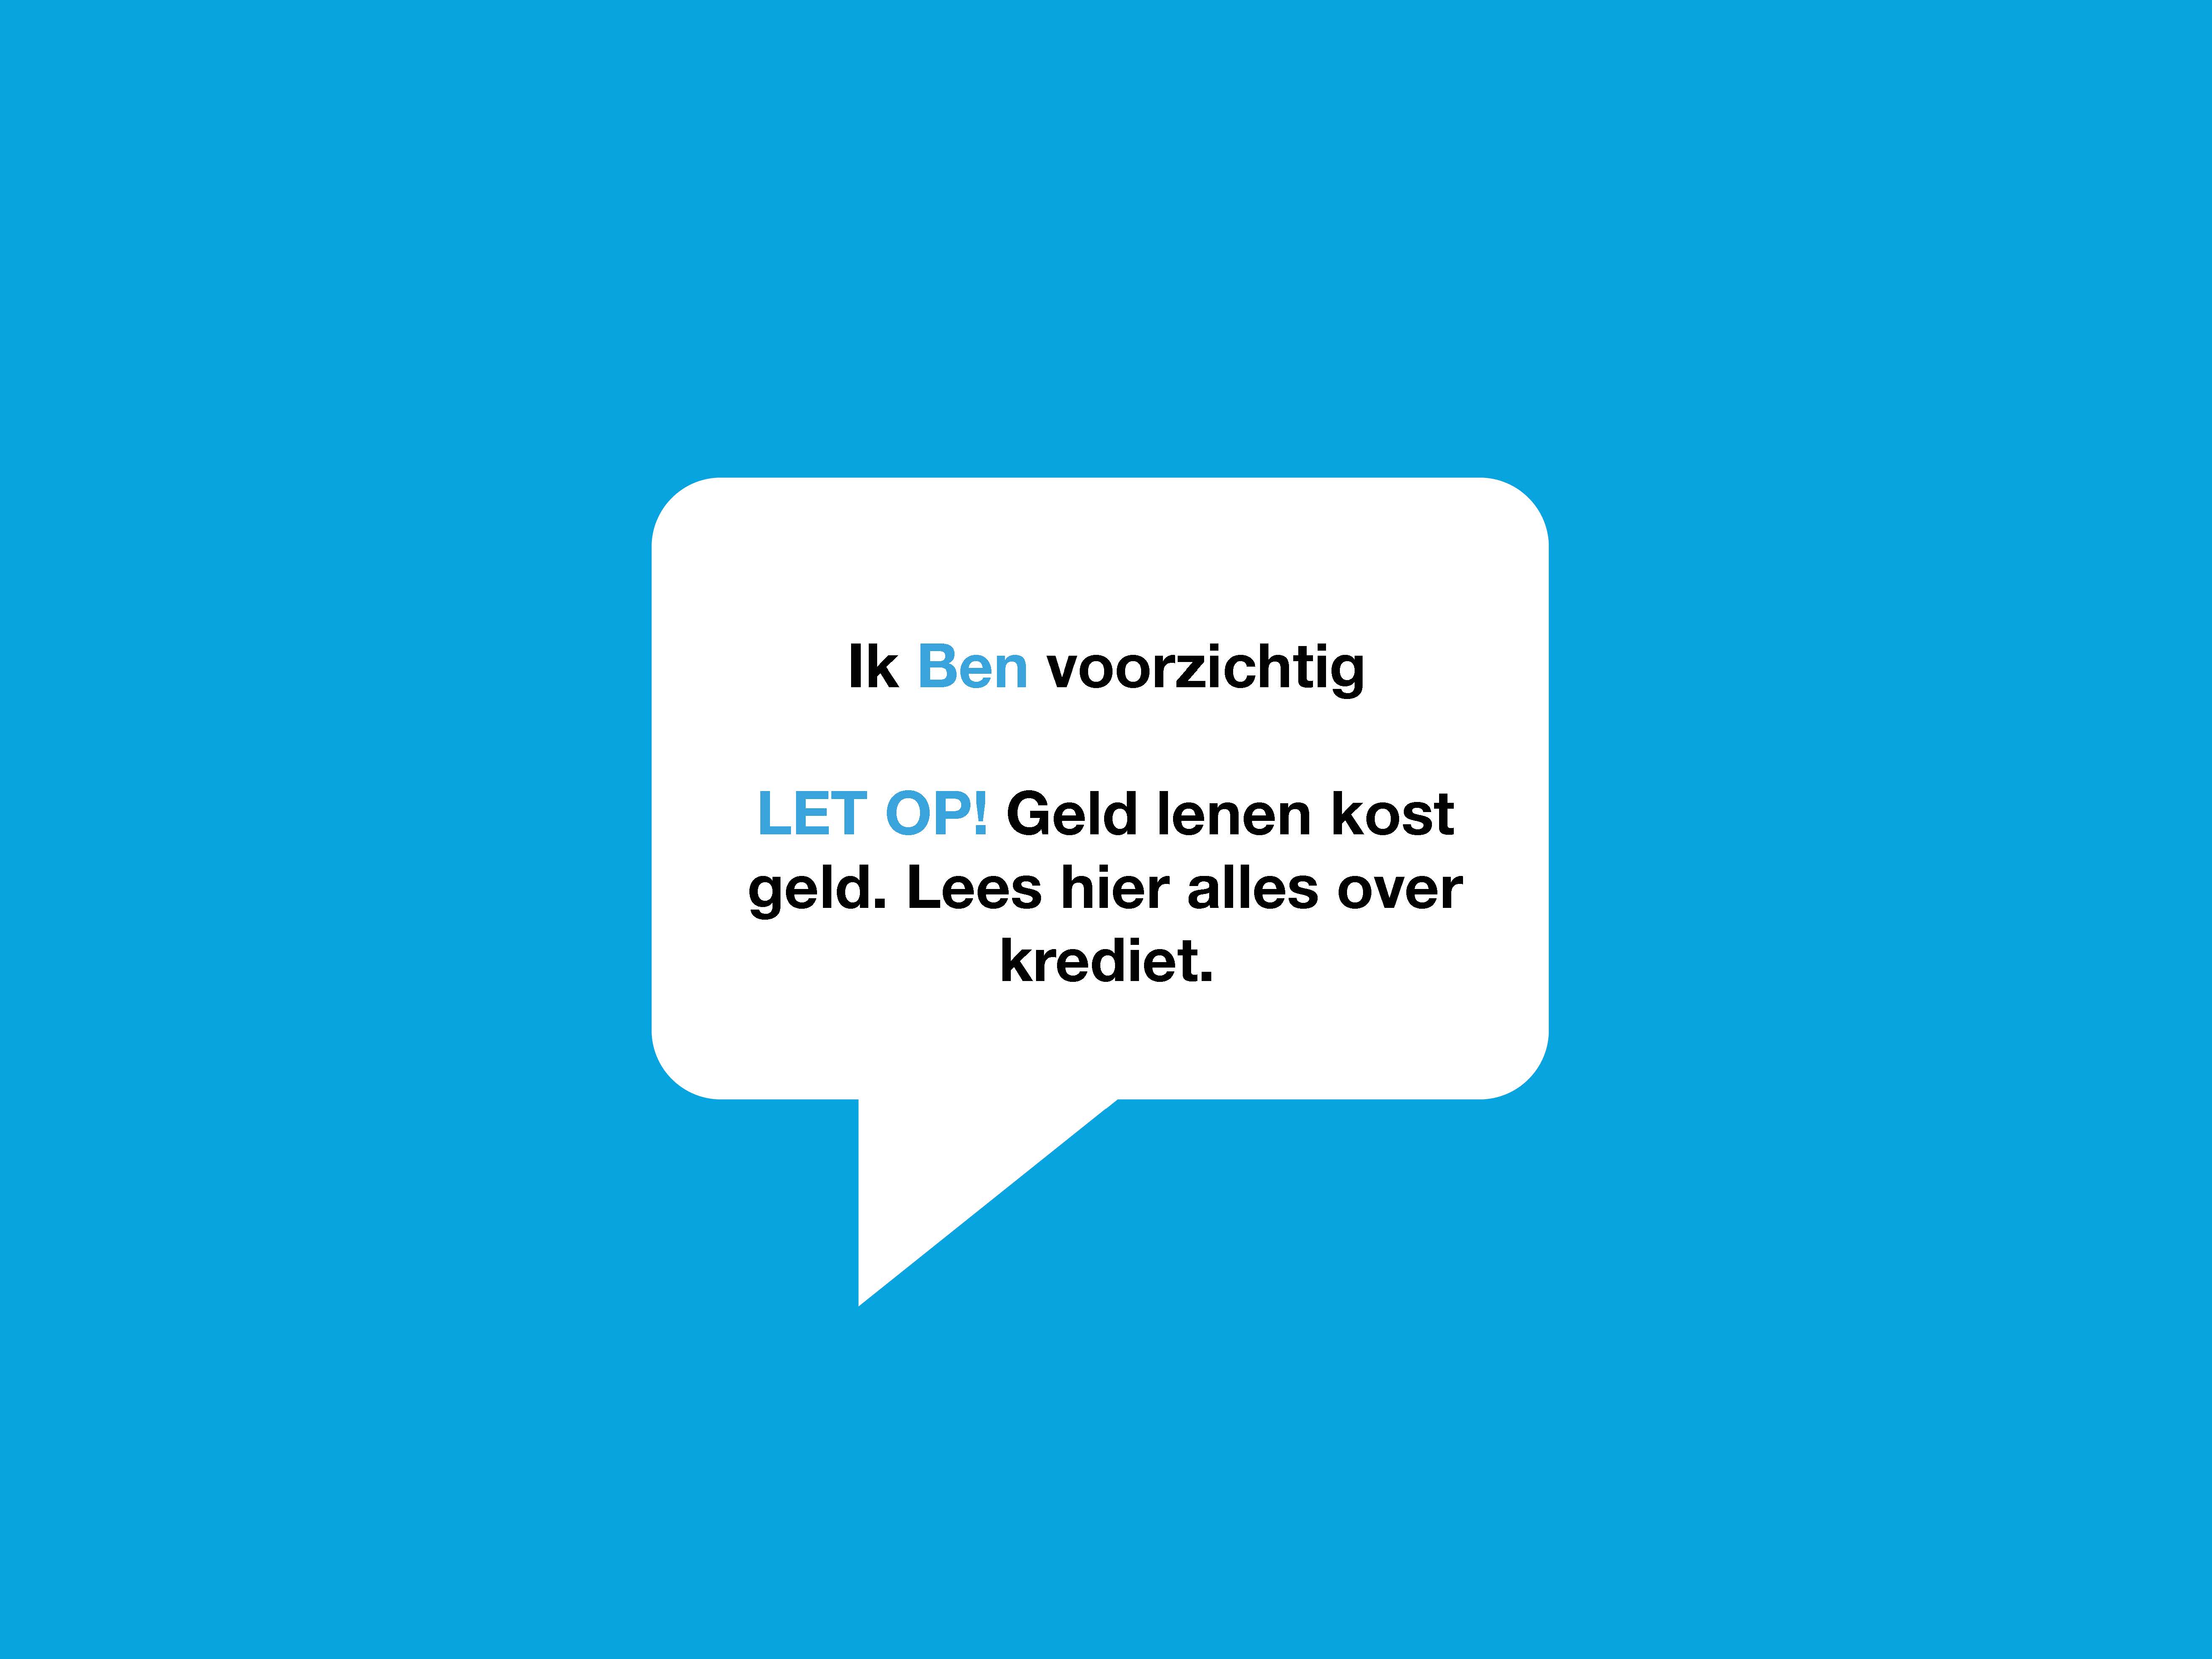 Ik Ben voorzichtig
LET OP! Geld lenen kost
geld. Lees hier alles over
krediet.